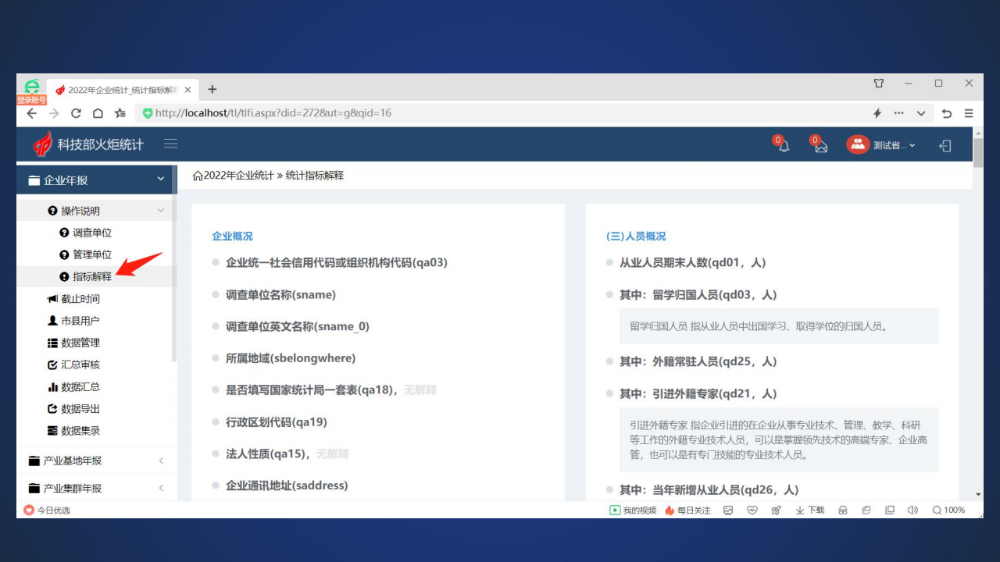 2022年企业统计_统计指标解释
登录账号
http://localhost/tl/tlfi.aspx?did=272&ut=g&qid=16
科技部火炬统计
0
0
测试省...
企业年报
操作说明
调查单位
管理单位
指标解释
截止时间
市县用户
数据管理
汇总审核
数据汇总
数据导出
数据集录
产业基地年报
产业集群年报
2022年企业统计 » 统计指标解释
企业概况
企业统一社会信用代码或组织机构代码(qa03)
调查单位名称(sname)
调查单位英文名称(sname_0)
所属地域(sbelongwhere)
是否填写国家统计局一套表(qa18)，无解释
行政区划代码(qa19)
法人性质(qa15)，无解释
企业通讯地址(saddress)
(三)人员概况
从业人员期末人数(qd01，人)
其中：留学归国人员(qd03，人)
留学归国人员 指从业人员中出国学习、取得学位的归国人员。
其中：外籍常驻人员(qd25，人)
其中：引进外籍专家(qd21，人)
引进外籍专家 指企业引进的在企业从事专业技术、管理、教学、科研
等工作的外籍专业技术人员，可以是掌握领先技术的高端专家、企业高
管，也可以是有专门技能的专业技术人员。
其中：当年新增从业人员(qd26，人)
今日优选
我的视频
每日关注
下载
100%